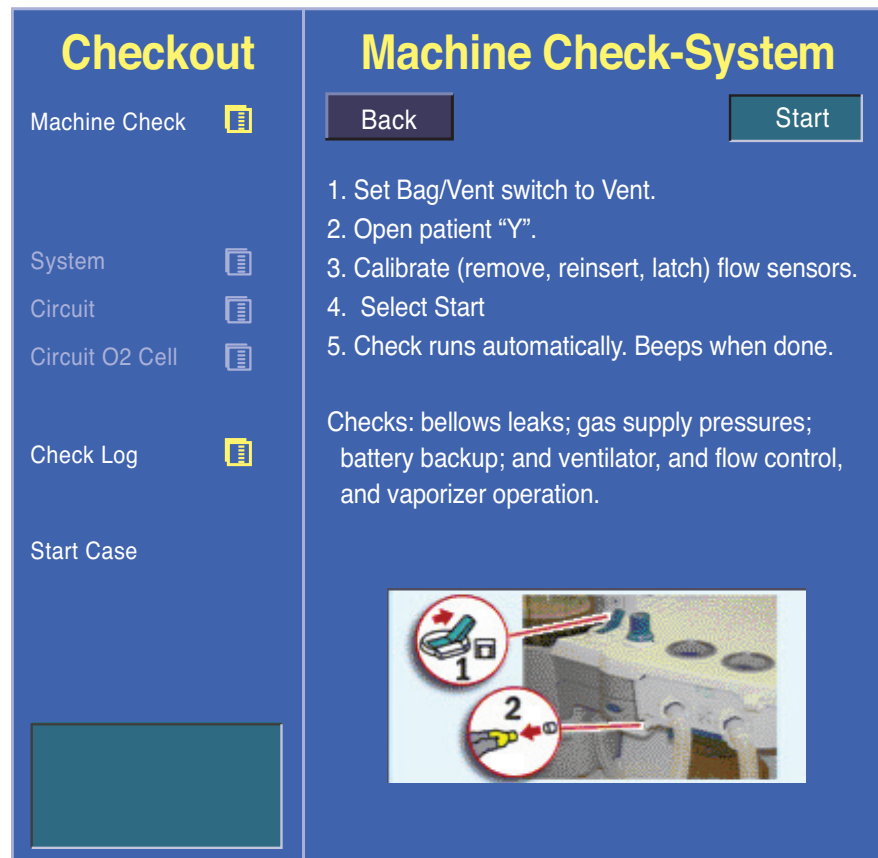 Checkout
Machine Check
System
Circuit
Circuit O2 Cell
Check Log
Start Case
Machine Check-System
Back
Start
1. Set Bag/Vent switch to Vent.
2. Open patient “Y”.
3. Calibrate (remove, reinsert, latch) flow sensors.
4. Select Start
5. Check runs automatically. Beeps when done.
Checks: bellows leaks; gas supply pressures;
battery backup; and ventilator, and flow control,
and vaporizer operation.
1
2